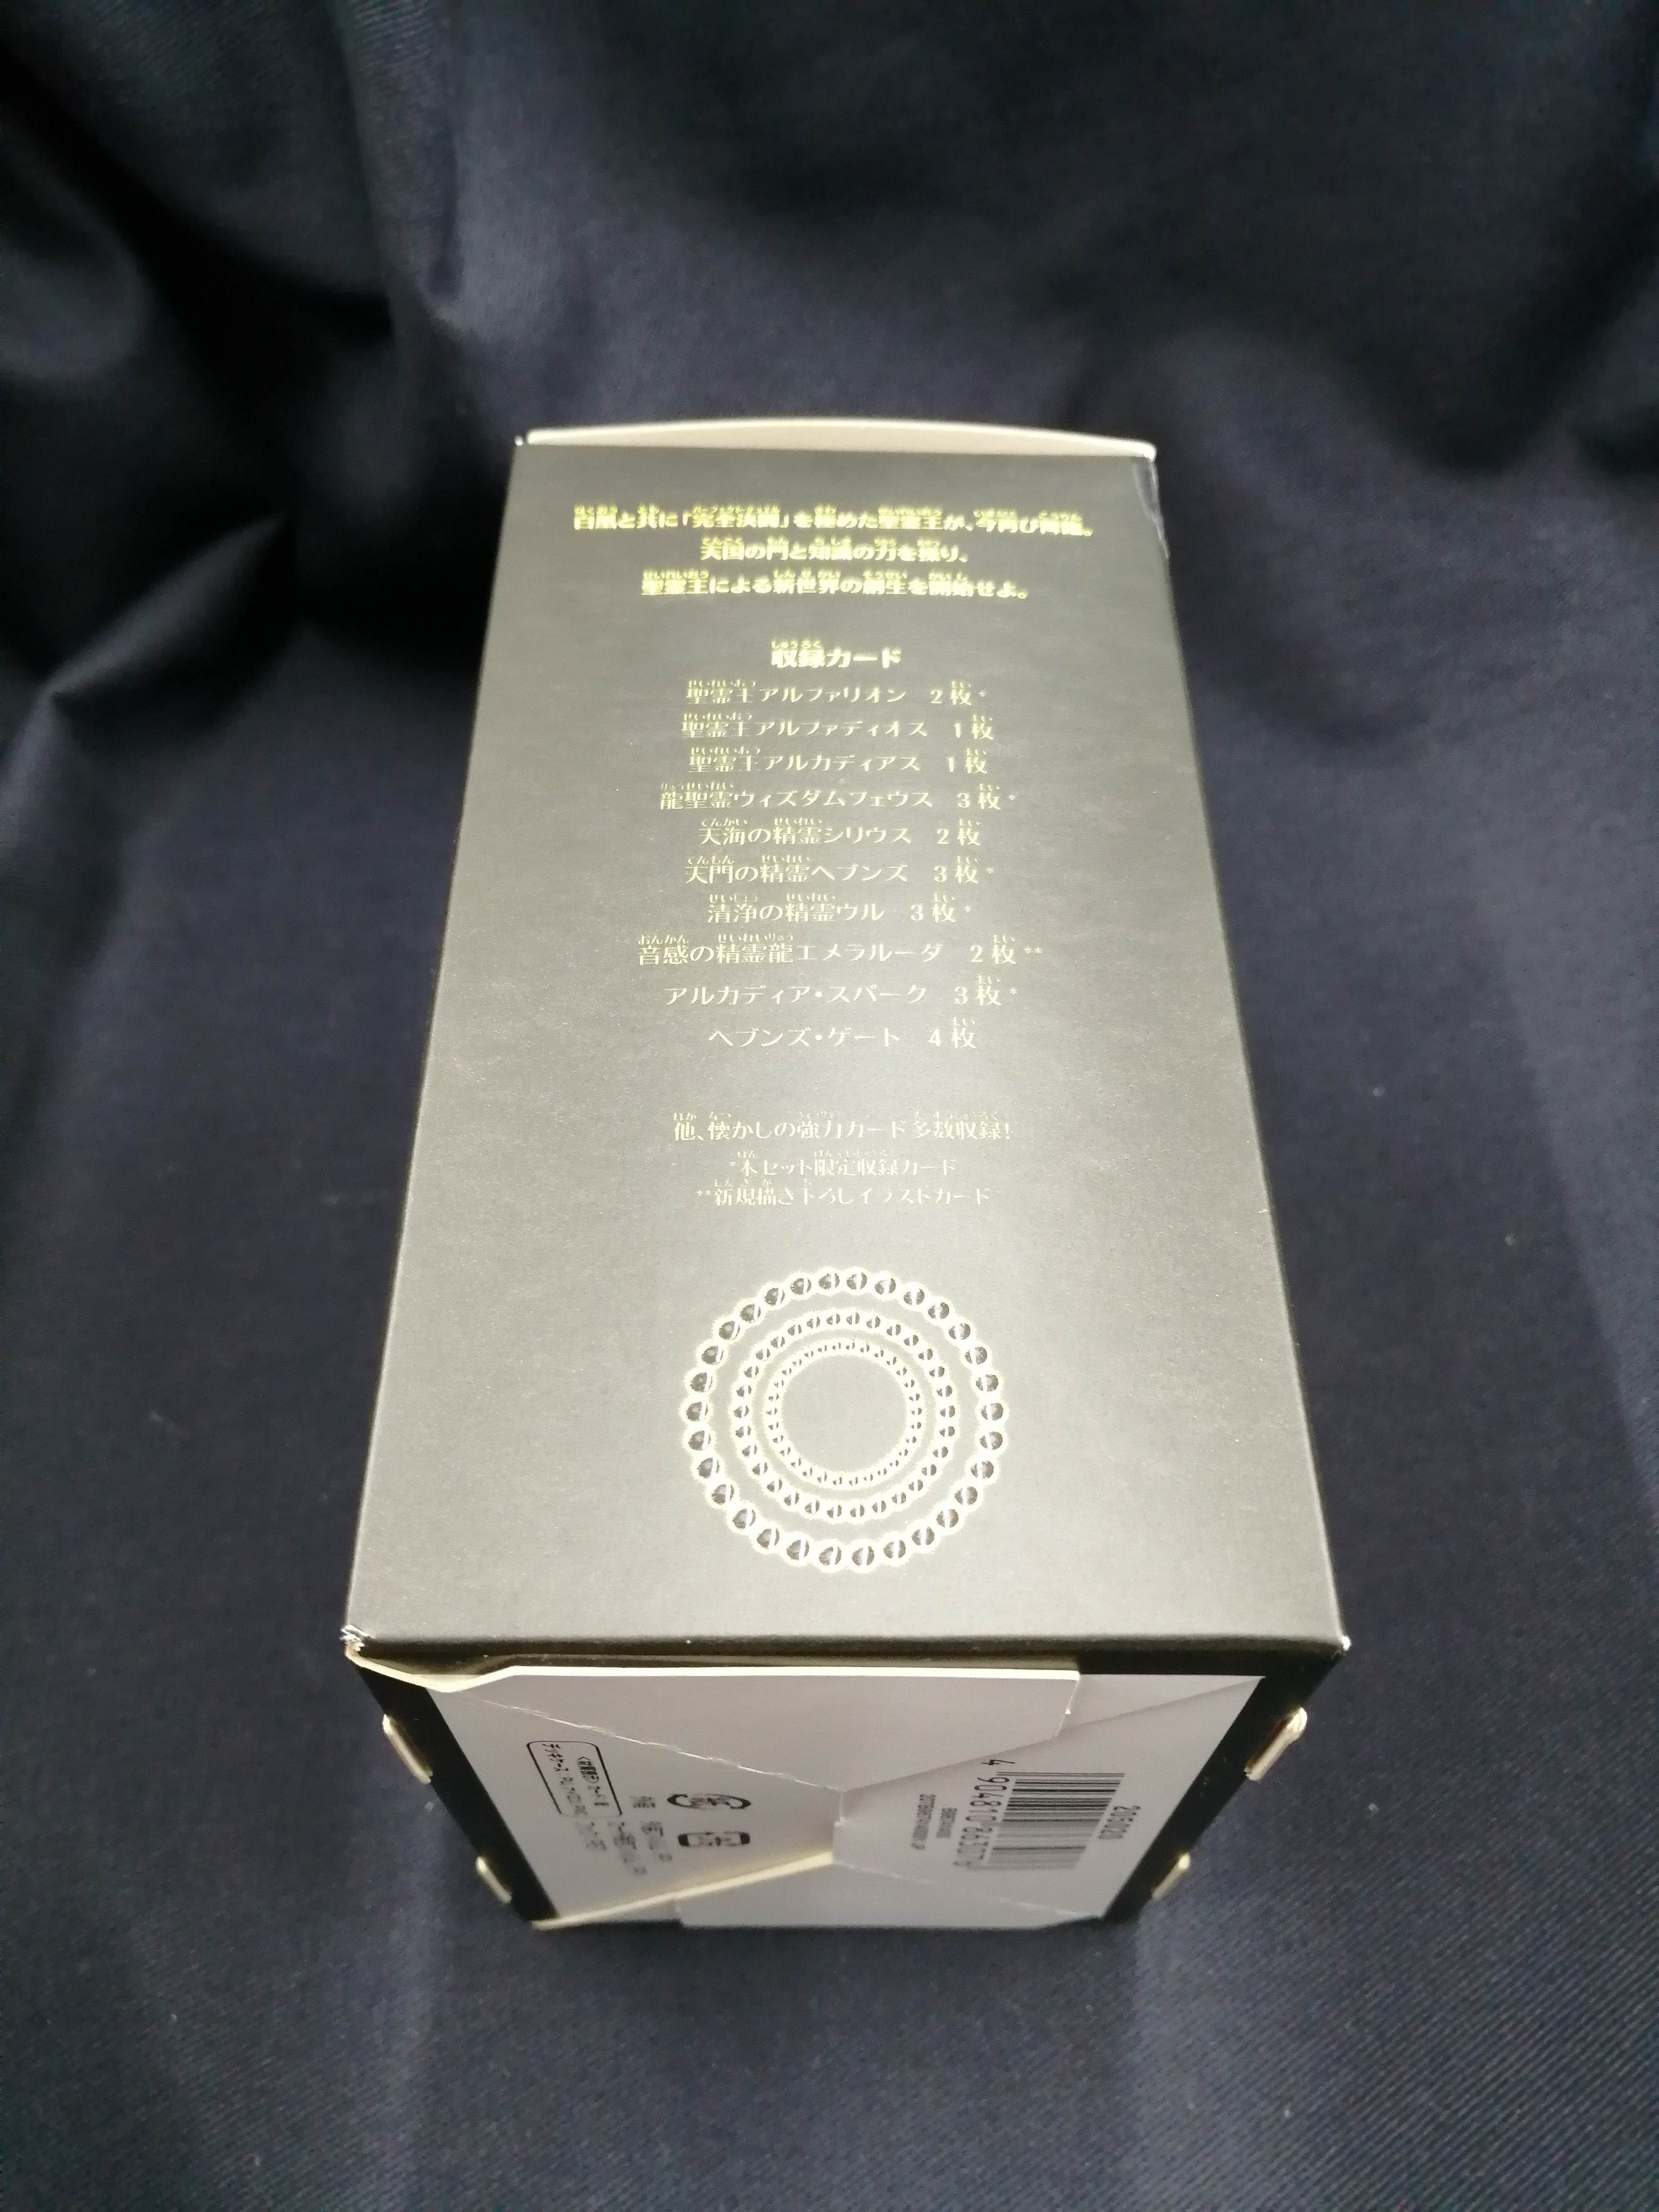 白凰と共に「完全決闘」を極めた聖霊王が、今再び降臨。
天国の門と知識の力を操り、
聖霊王による新世界の創生を開始せよ。
収録カード
聖霊王アルファリオン 2枚*
聖霊王アルファディオス 1枚
聖霊王アルカディアス 1枚
龍聖霊ウィズダムフェウス 3枚*
天海の精霊シリウス 2枚
天門の精霊ヘブンズ 3枚*
清浄の精霊ウル 3枚*
音感の精霊龍エメラルーダ 2枚**
アルカディア・スパーク 3枚*
ヘブンズ・ゲート 4枚
他、懐かしの強力カード多数収録!
*本セット限定収録カード
**新規描き下ろしイラストカード
205020
4 904810 863076